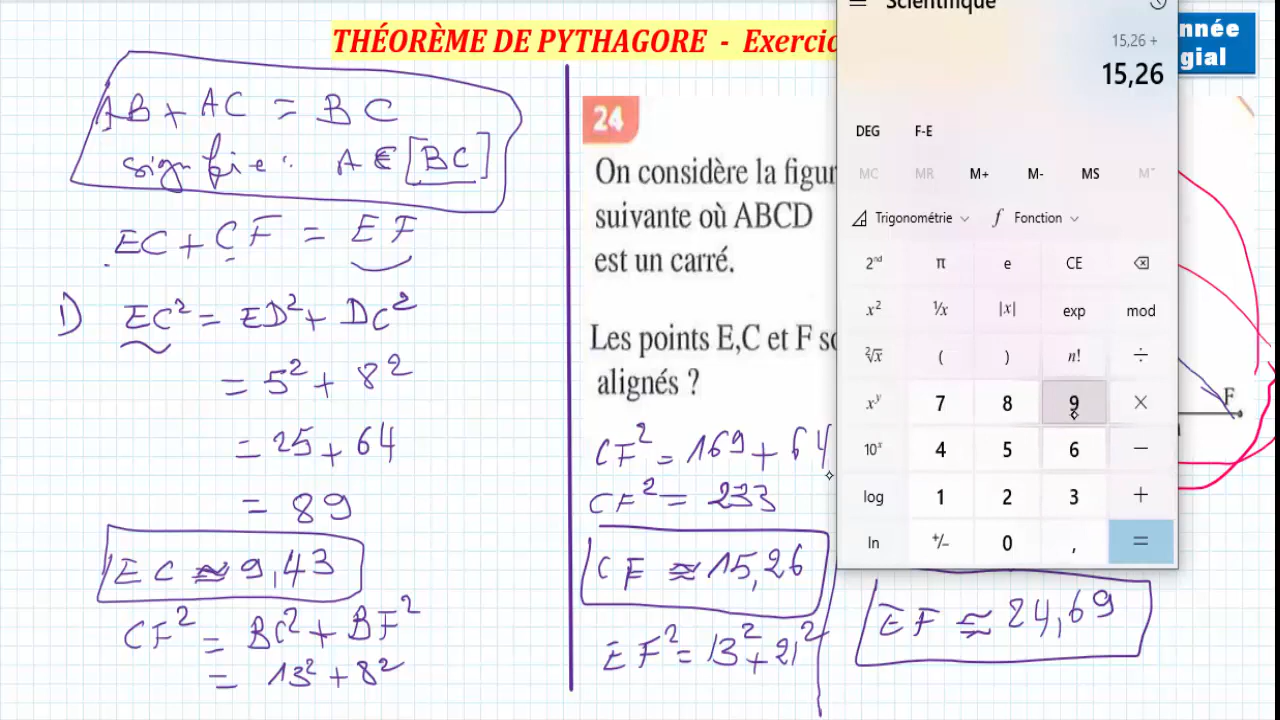 THÉORÈME DE PYTHAGORE - Exercic
nnée
gial
AB + AC = BC
signifie : A ∈ [BC]
EC + CF = EF
1) EC² = ED² + DC²
= 5² + 8²
= 25 + 64
= 89
EC ≈ 9,43
CF² = BC² + BF²
= 13² + 8²
24
On considère la figur
suivante où ABCD
est un carré.
Les points E,C et F so
alignés ?
CF² = 169 + 64
CF² = 233
CF ≈ 15,26
EF² = 13² + 21²
Scientifique
15,26 +
15,26
DEG F-E
MC MR M+ M- MS M˅
Trigonométrie Fonction
2ⁿᵈ π e CE
x² ¹/x |x| exp mod
²√x ( ) n! ÷
xʸ 7 8 9 ×
10ˣ 4 5 6 −
log 1 2 3 +
ln +/− 0 , =
F
EF ≈ 24,69